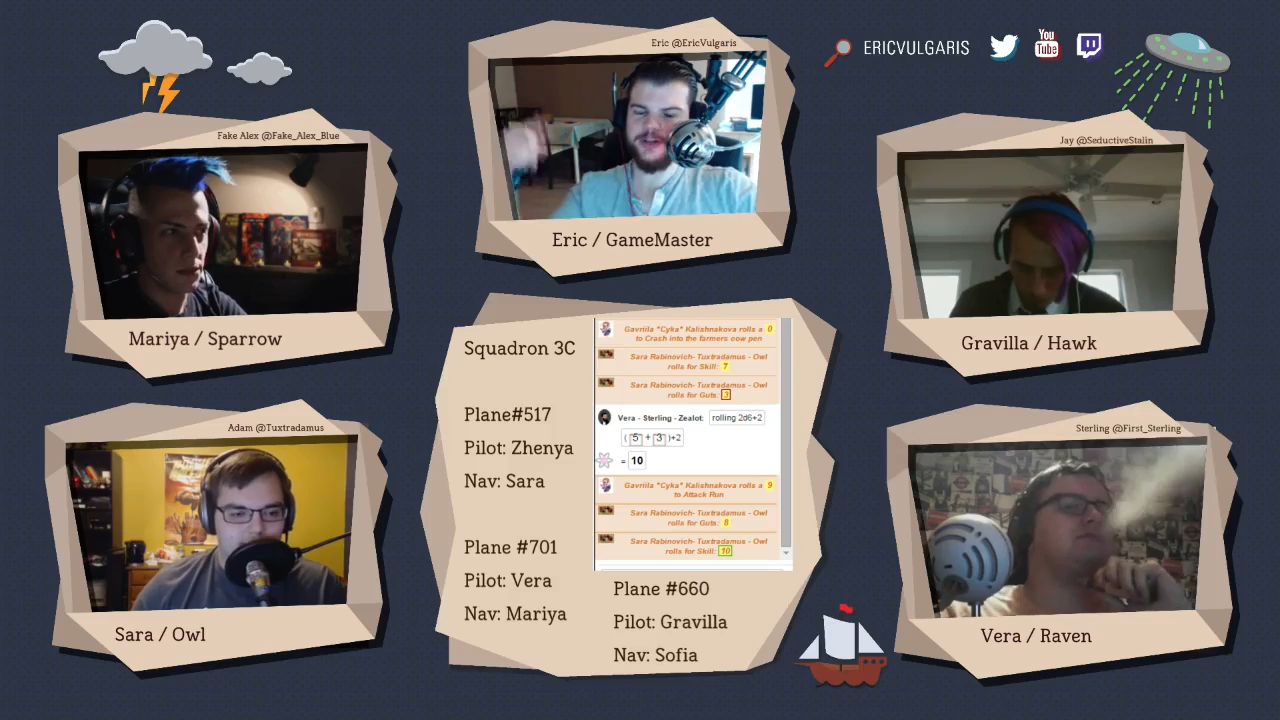 Eric @EricVulgaris
ERICVULGARIS
You
Tube
Fake Alex @Fake_Alex_Blue
Jay @SeductiveStalin
Eric / GameMaster
Mariya / Sparrow
Gravilla / Hawk
Squadron 3C
Plane#517
Pilot: Zhenya
Nav: Sara
Plane #701
Pilot: Vera
Nav: Mariya
Gavriila "Cyka" Kalishnakova rolls a 0
to Crash into the farmers cow pen
Sara Rabinovich- Tuxtradamus - Owl
rolls for Skill: 7
Sara Rabinovich- Tuxtradamus - Owl
rolls for Guts: 3
Vera - Sterling - Zealot: rolling 2d6+2
( 5 + 3 )+2
= 10
Gavriila "Cyka" Kalishnakova rolls a 9
to Attack Run
Sara Rabinovich- Tuxtradamus - Owl
rolls for Guts: 8
Sara Rabinovich- Tuxtradamus - Owl
rolls for Skill: 10
Plane #660
Pilot: Gravilla
Nav: Sofia
Adam @Tuxtradamus
Sterling @First_Sterling
Sara / Owl
Vera / Raven